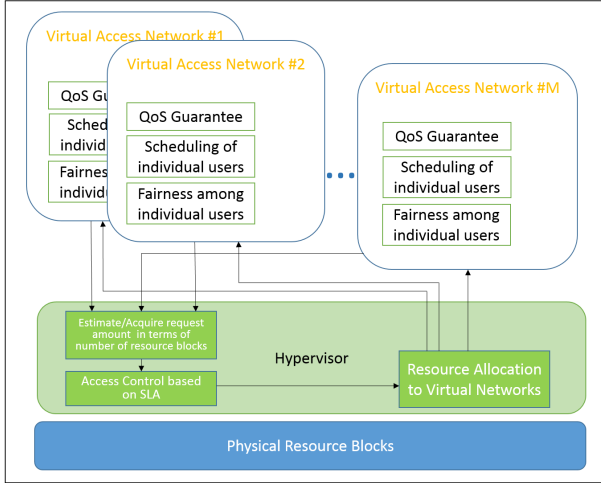 Virtual Access Network #1
QoS Gu
Sched
individ
Fairness
individ
Virtual Access Network #2
QoS Guarantee
Scheduling of
individual users
Fairness among
individual users
Virtual Access Network #M
QoS Guarantee
Scheduling of
individual users
Fairness among
individual users
Estimate/Acquire request
amount in terms of
number of resource blocks
Access Control based
on SLA
Hypervisor
Resource Allocation
to Virtual Networks
Physical Resource Blocks